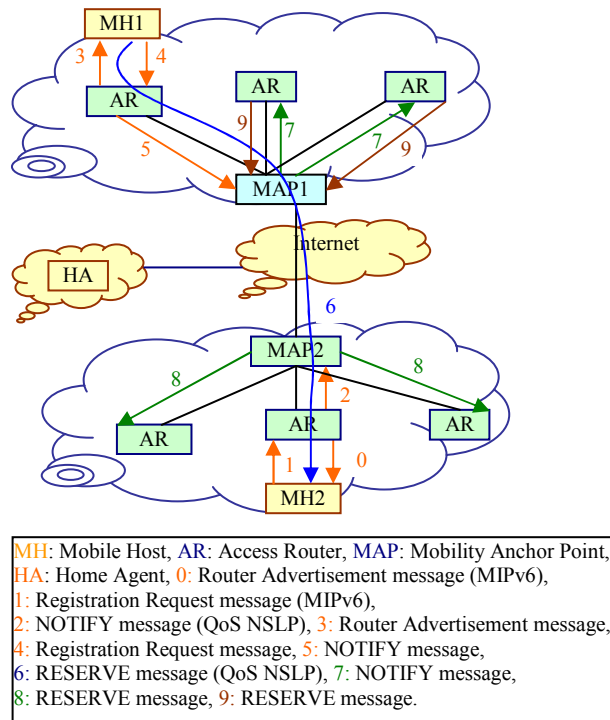 MH1
3 4
AR AR AR
5 9 7 7 9
MAP1
Internet
HA
6
MAP2
8 8
2
AR AR AR
1 0
MH2
MH: Mobile Host, AR: Access Router, MAP: Mobility Anchor Point,
HA: Home Agent, 0: Router Advertisement message (MIPv6),
1: Registration Request message (MIPv6),
2: NOTIFY message (QoS NSLP), 3: Router Advertisement message,
4: Registration Request message, 5: NOTIFY message,
6: RESERVE message (QoS NSLP), 7: NOTIFY message,
8: RESERVE message, 9: RESERVE message.